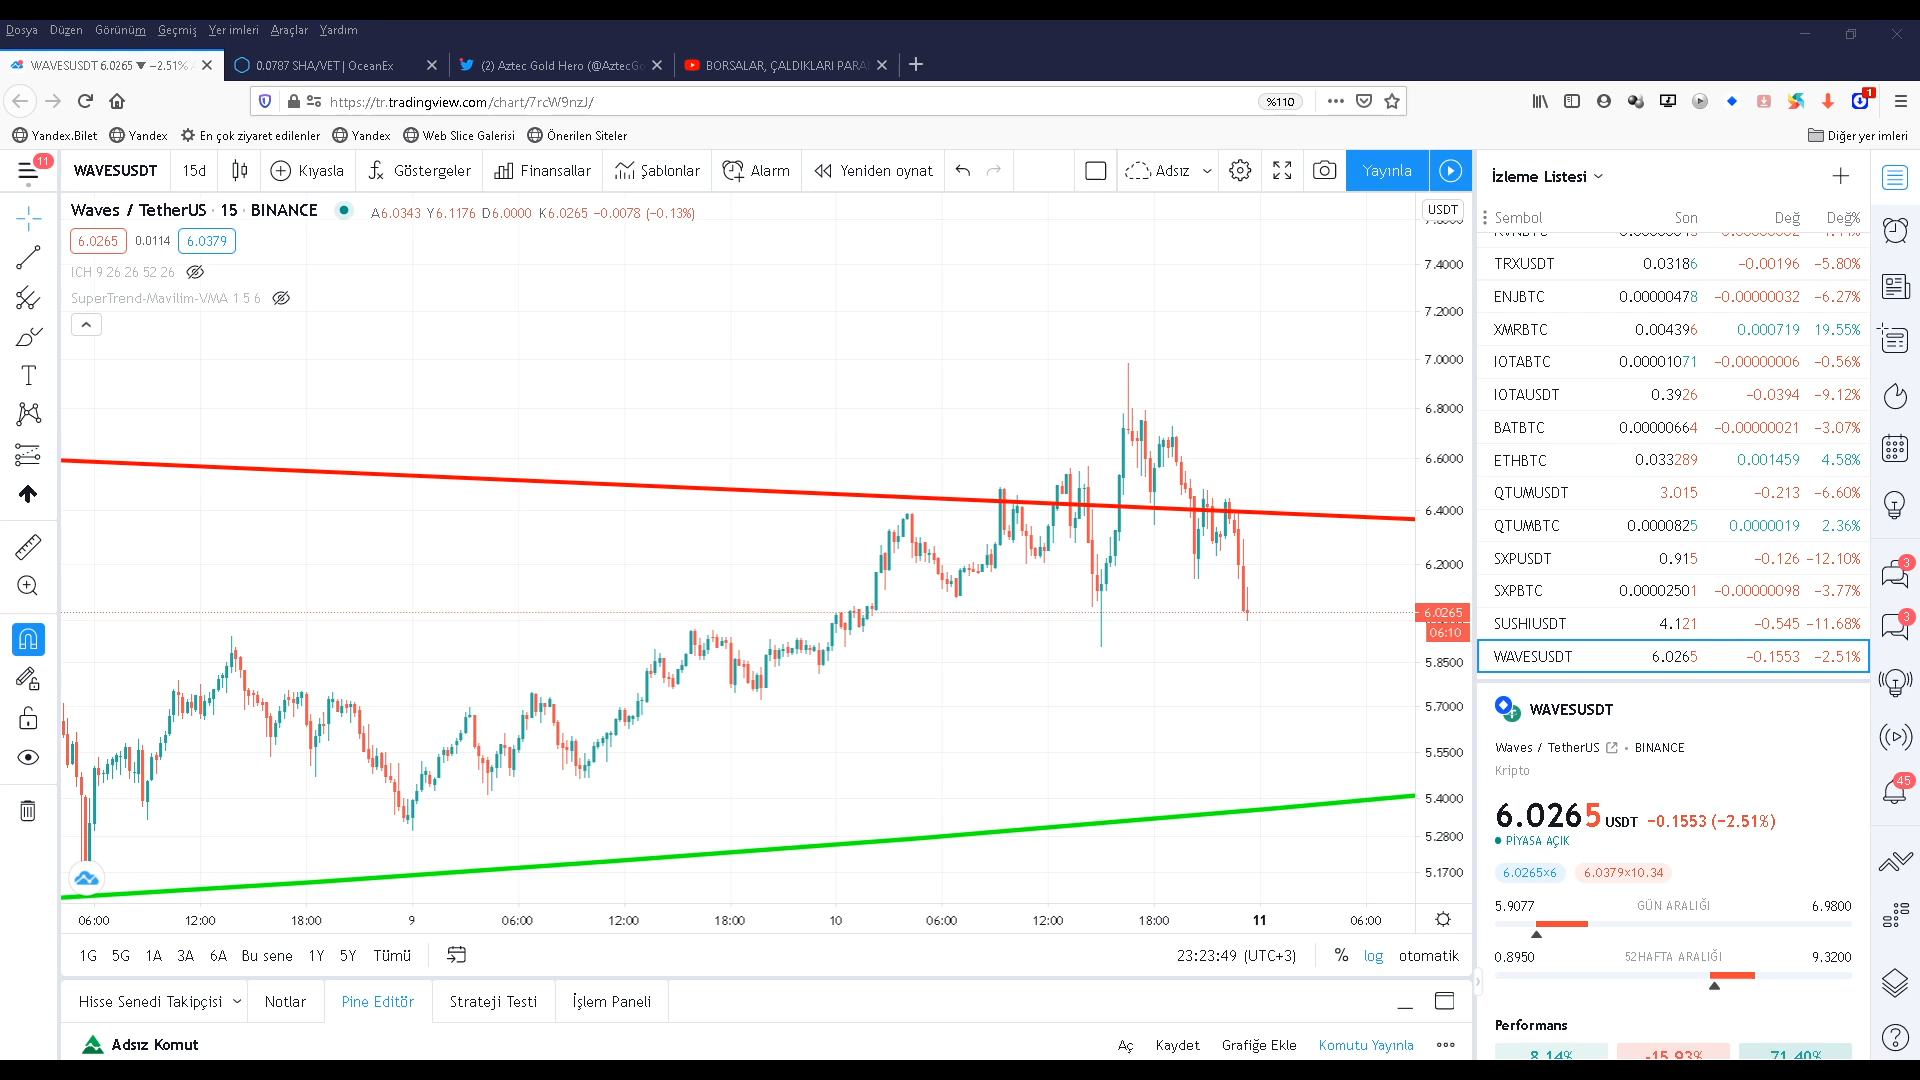 Dosya Düzen Görünüm Geçmiş Yer imleri Araçlar Yardım
WAVESUSDT 6.0265 ▼ −2.51%
0.0787 SHA/VET | OceanEx
(2) Aztec Gold Hero (@AztecGo
BORSALAR, ÇALDIKLARI PARA
https://tr.tradingview.com/chart/7rcW9nzJ/
%110
1
Yandex.Bilet Yandex En çok ziyaret edilenler Yandex Web Slice Galerisi Önerilen Siteler Diğer yer imleri
11
WAVESUSDT 15d Kıyasla Göstergeler Finansallar Şablonlar Alarm Yeniden oynat Adsız Yayınla
Waves / TetherUS · 15 · BINANCE A6.0343 Y6.1176 D6.0000 K6.0265 −0.0078 (−0.13%)
6.0265 0.0114 6.0379
ICH 9 26 26 52 26
SuperTrend-Mavilim-VMA 1 5 6
USDT
7.4000
7.2000
7.0000
6.8000
6.6000
6.4000
6.2000
6.0265
06:10
5.8500
5.7000
5.5500
5.4000
5.2800
5.1700
06:00 12:00 18:00 9 06:00 12:00 18:00 10 06:00 12:00 18:00 11 06:00
1G 5G 1A 3A 6A Bu sene 1Y 5Y Tümü
23:23:49 (UTC+3) % log otomatik
Hisse Senedi Takipçisi Notlar Pine Editör Strateji Testi İşlem Paneli
Adsız Komut Aç Kaydet Grafiğe Ekle Komutu Yayınla
İzleme Listesi
Sembol Son Değ Değ%
TRXUSDT 0.03186 −0.00196 −5.80%
ENJBTC 0.00000478 −0.00000032 −6.27%
XMRBTC 0.004396 0.000719 19.55%
IOTABTC 0.00001071 −0.00000006 −0.56%
IOTAUSDT 0.3926 −0.0394 −9.12%
BATBTC 0.00000664 −0.00000021 −3.07%
ETHBTC 0.033289 0.001459 4.58%
QTUMUSDT 3.015 −0.213 −6.60%
QTUMBTC 0.0000825 0.0000019 2.36%
SXPUSDT 0.915 −0.126 −12.10%
SXPBTC 0.00002501 −0.00000098 −3.77%
SUSHIUSDT 4.121 −0.545 −11.68%
WAVESUSDT 6.0265 −0.1553 −2.51%
WAVESUSDT
Waves / TetherUS • BINANCE
Kripto
6.0265 USDT −0.1553 (−2.51%)
PİYASA AÇIK
6.0265×6 6.0379×10.34
5.9077 GÜN ARALIĞI 6.9800
0.8950 52HAFTA ARALIĞI 9.3200
Performans
8.14% -15.93% 71.40%
3
3
45